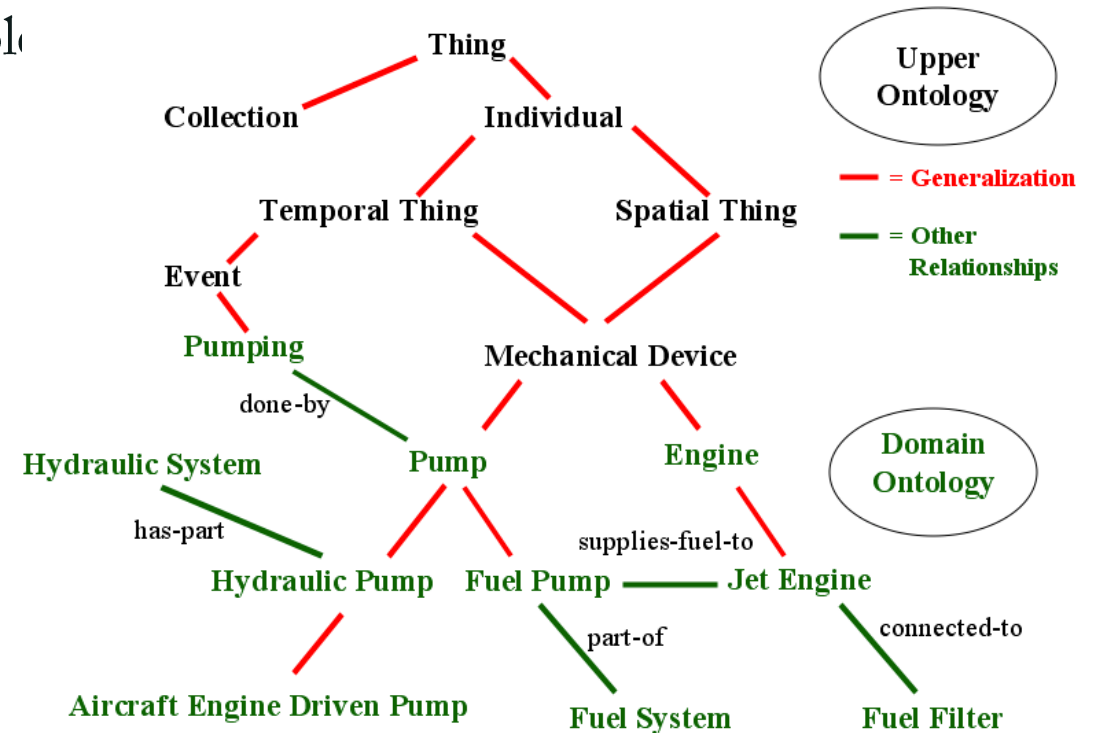 Thing
Upper
Ontology
Collection
Individual
= Generalization
Temporal Thing
Spatial Thing
= Other
Relationships
Event
Pumping
Mechanical Device
done-by
Domain
Ontology
Hydraulic System
Pump
Engine
has-part
supplies-fuel-to
Hydraulic Pump
Fuel Pump
Jet Engine
part-of
connected-to
Aircraft Engine Driven Pump
Fuel System
Fuel Filter